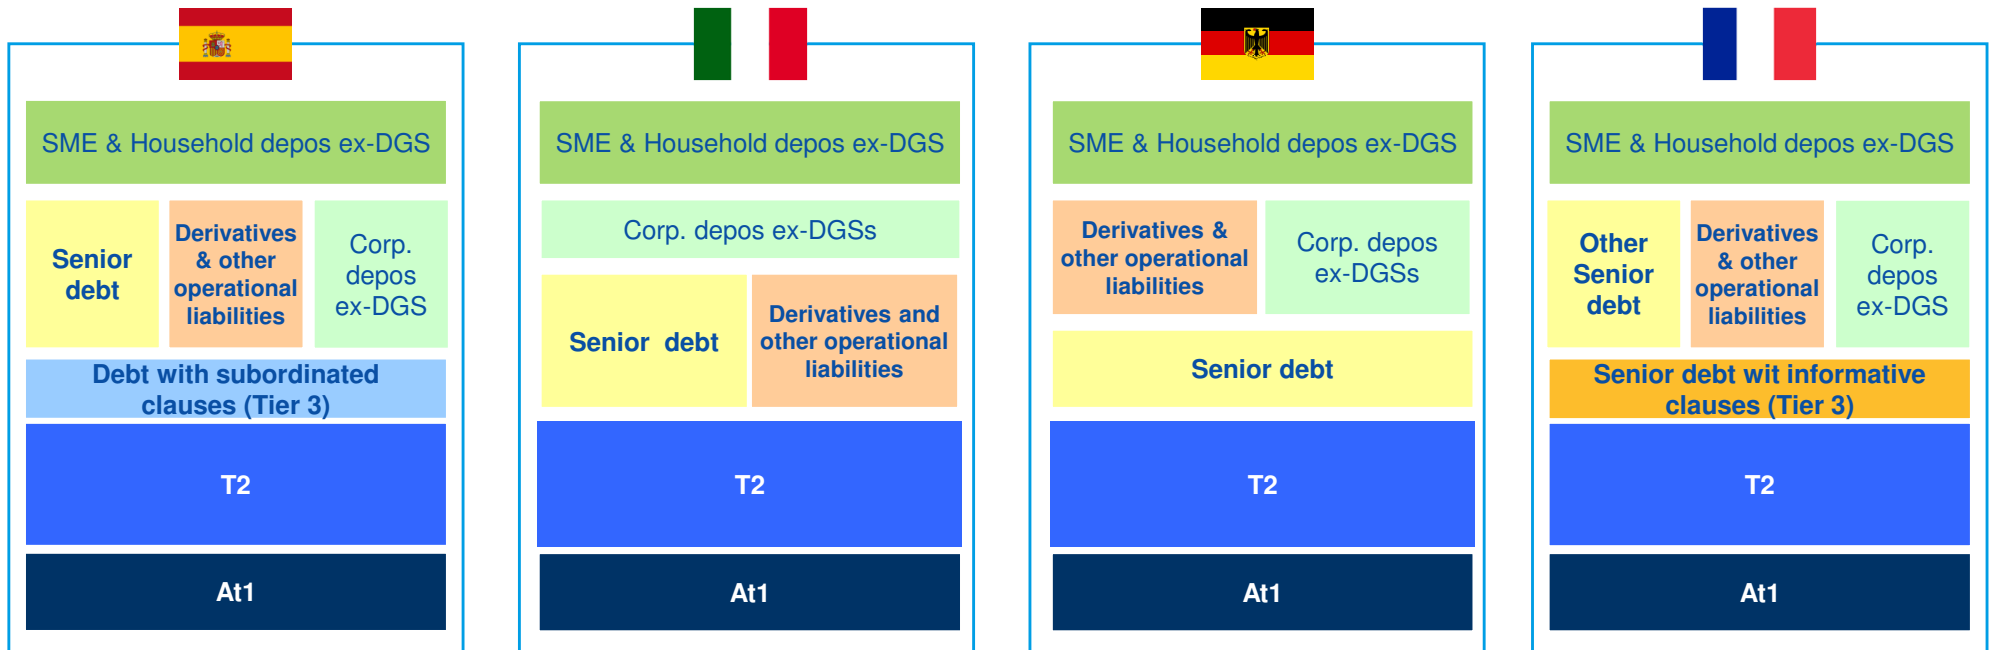 SME & Household depos ex-DGS
Senior
debt
Derivatives
& other
operational
liabilities
Corp.
depos
ex-DGS
Debt with subordinated
clauses (Tier 3)
T2
At1
SME & Household depos ex-DGS
Corp. depos ex-DGSs
Senior debt
Derivatives and
other operational
liabilities
T2
At1
SME & Household depos ex-DGS
Derivatives &
other operational
liabilities
Corp. depos
ex-DGSs
Senior debt
T2
At1
SME & Household depos ex-DGS
Other
Senior
debt
Derivatives
& other
operational
liabilities
Corp.
depos
ex-DGS
Senior debt wit informative
clauses (Tier 3)
T2
At1